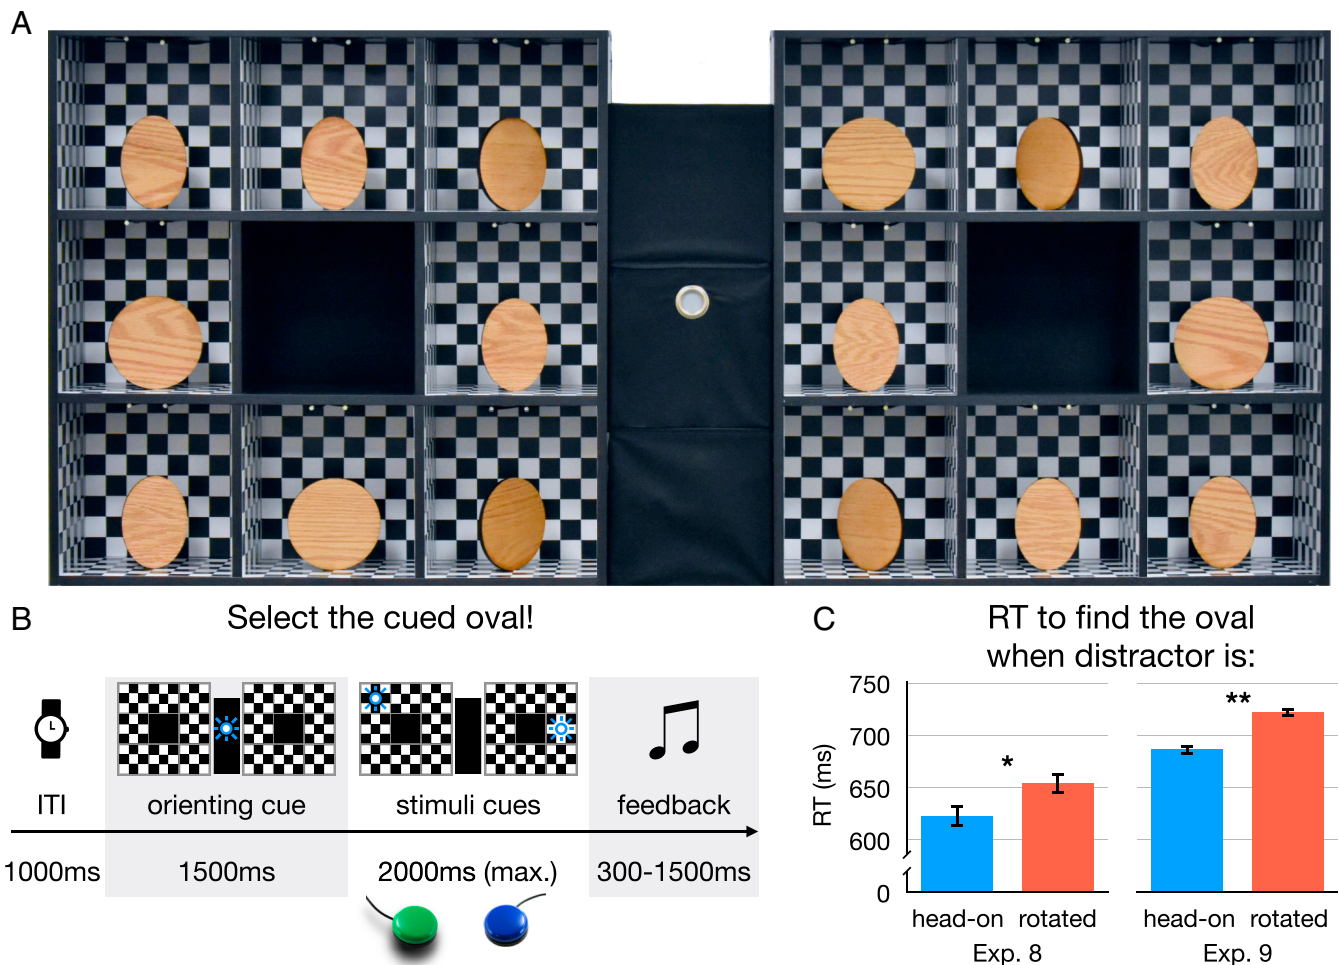 A
B
Select the cued oval!
ITI
orienting cue
stimuli cues
feedback
1000ms
1500ms
2000ms (max.)
300-1500ms
C
RT to find the oval
when distractor is:
RT (ms)
750
700
650
600
0
*
**
head-on
rotated
head-on
rotated
Exp. 8
Exp. 9